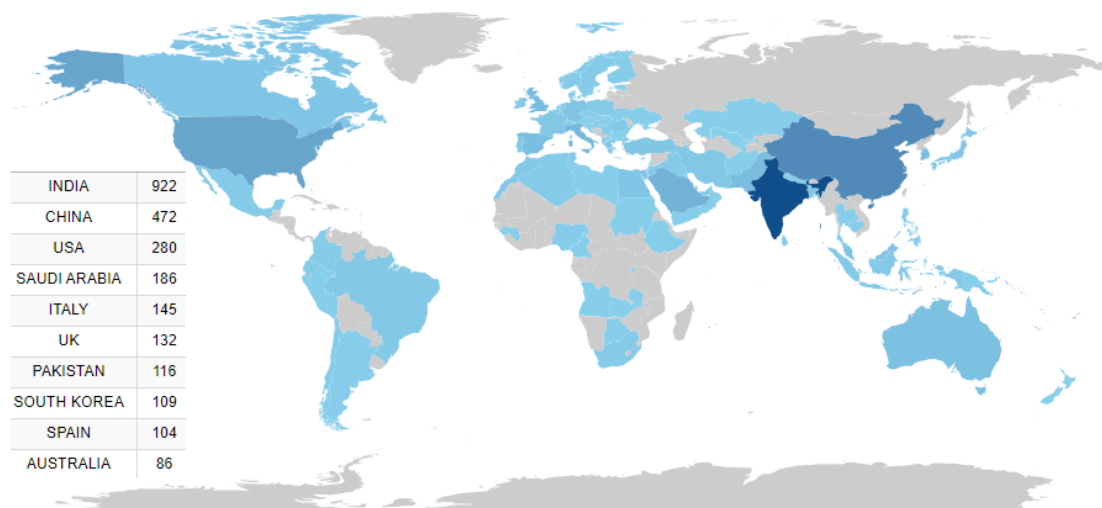 INDIA 922
CHINA 472
USA 280
SAUDI ARABIA 186
ITALY 145
UK 132
PAKISTAN 116
SOUTH KOREA 109
SPAIN 104
AUSTRALIA 86